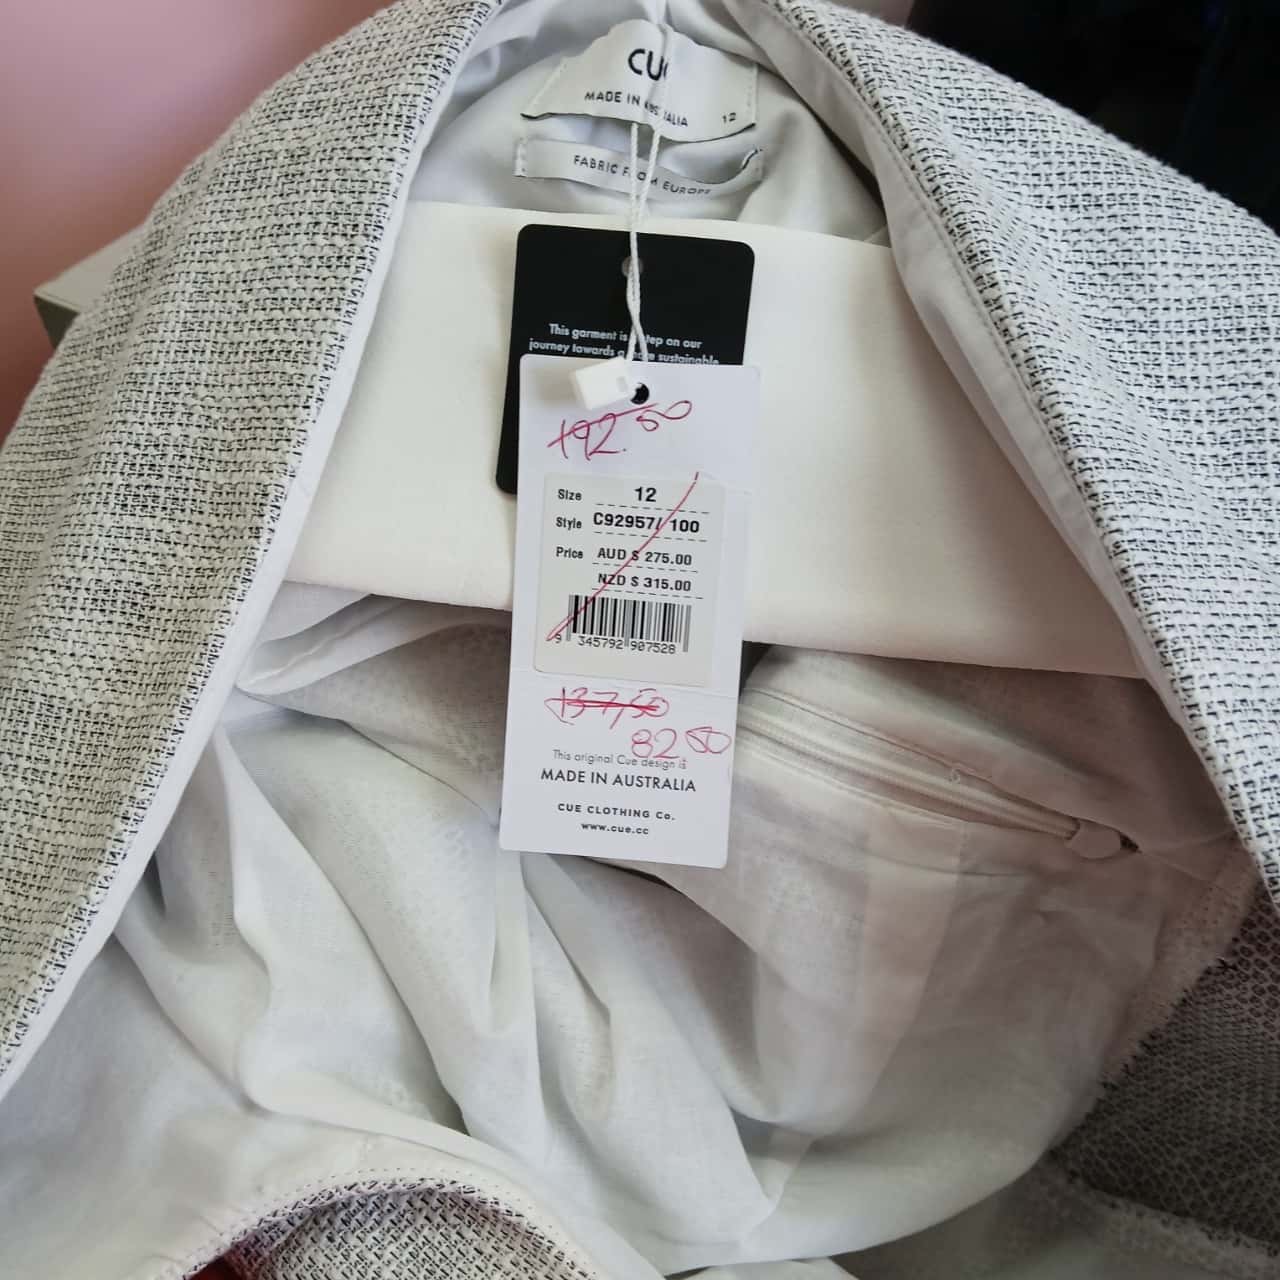 CUE
MADE IN AUSTRALIA 12
FABRIC FROM EUROPE
This garment is step on our
journey towards a more sustainable
192.50
Size 12
Style C92957/ 100
Price AUD $ 275.00
NZD $ 315.00
9 345792 907528
137,50
82 50
This original Cue design is
MADE IN AUSTRALIA
CUE CLOTHING Co.
www.cue.cc